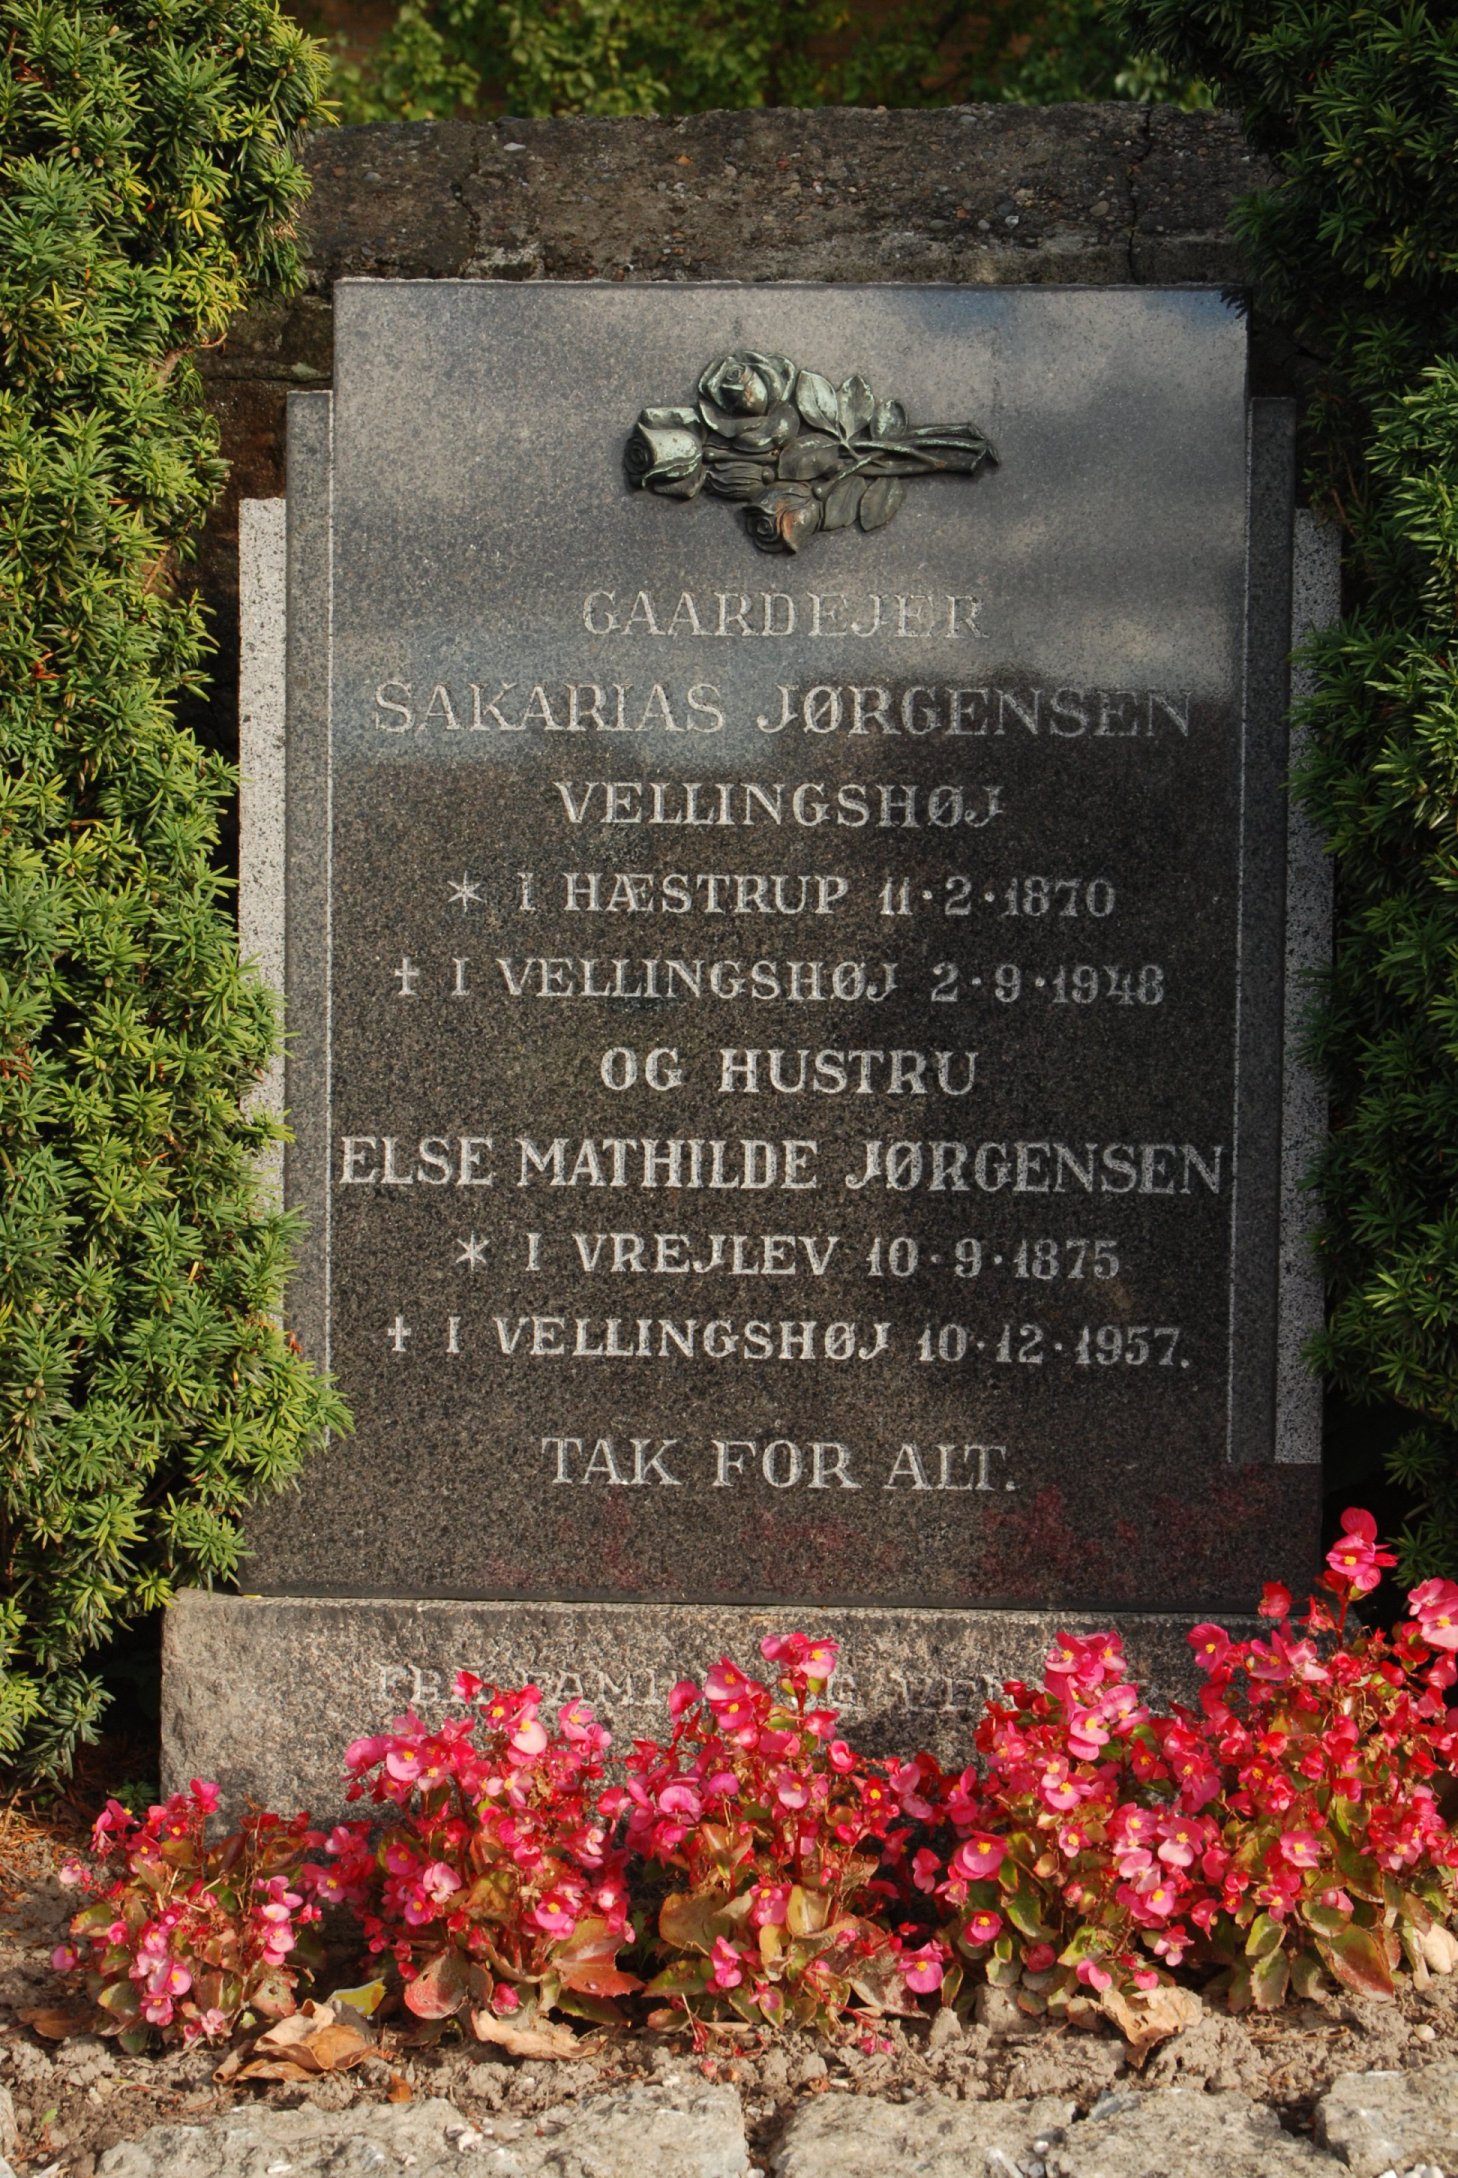 GAARDEJER
SAKARIAS JØRGENSEN
VELLINGSHØJ
* I HÆSTRUP 11·2·1870
† I VELLINGSHØJ 2·9·1948
OG HUSTRU
ELSE MATHILDE JØRGENSEN
* I VREJLEV 10·9·1875
† I VELLINGSHØJ 10·12·1957.
TAK FOR ALT.
FRA